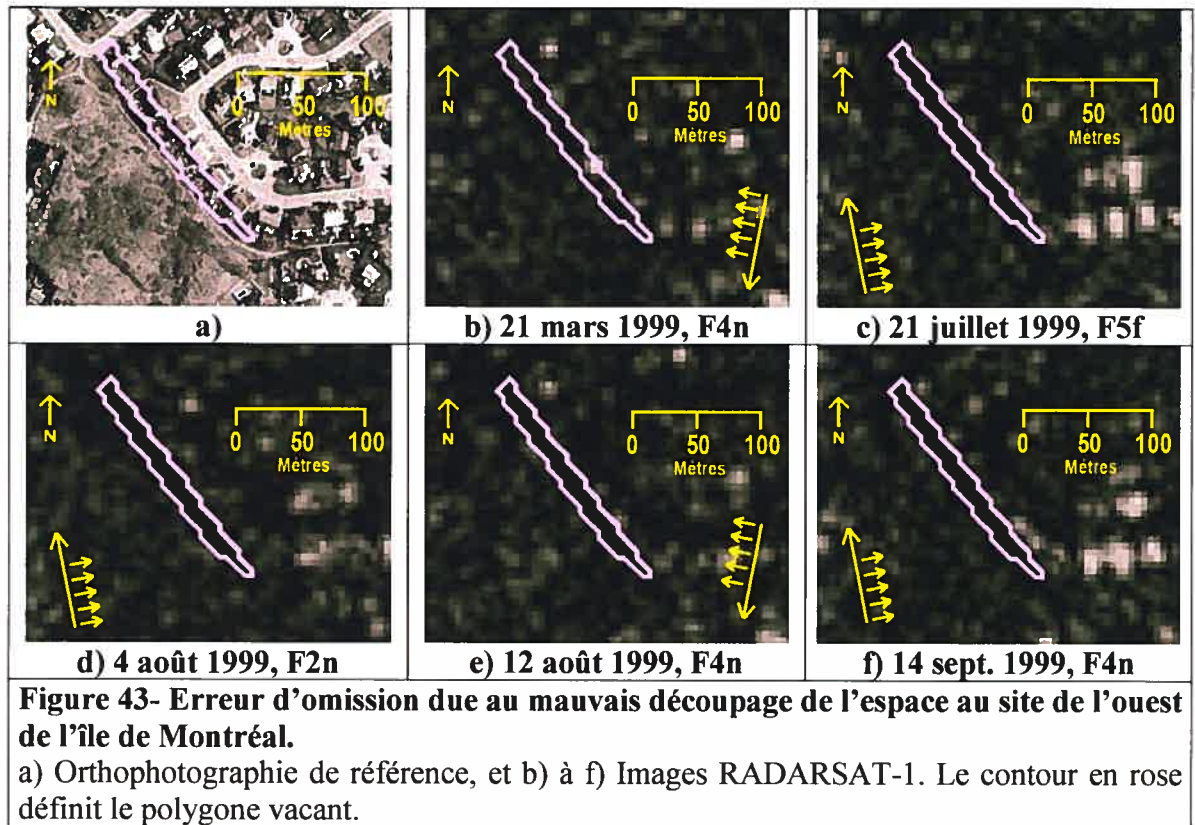 N
0 50 100
Mètres
a)
N
0 50 100
Mètres
b) 21 mars 1999, F4n
N
0 50 100
Mètres
c) 21 juillet 1999, F5f
N
0 50 100
Mètres
d) 4 août 1999, F2n
N
0 50 100
Mètres
e) 12 août 1999, F4n
N
0 50 100
Mètres
f) 14 sept. 1999, F4n
Figure 43- Erreur d'omission due au mauvais découpage de l'espace au site de l'ouest
de l'île de Montréal.
a) Orthophotographie de référence, et b) à f) Images RADARSAT-1. Le contour en rose
définit le polygone vacant.